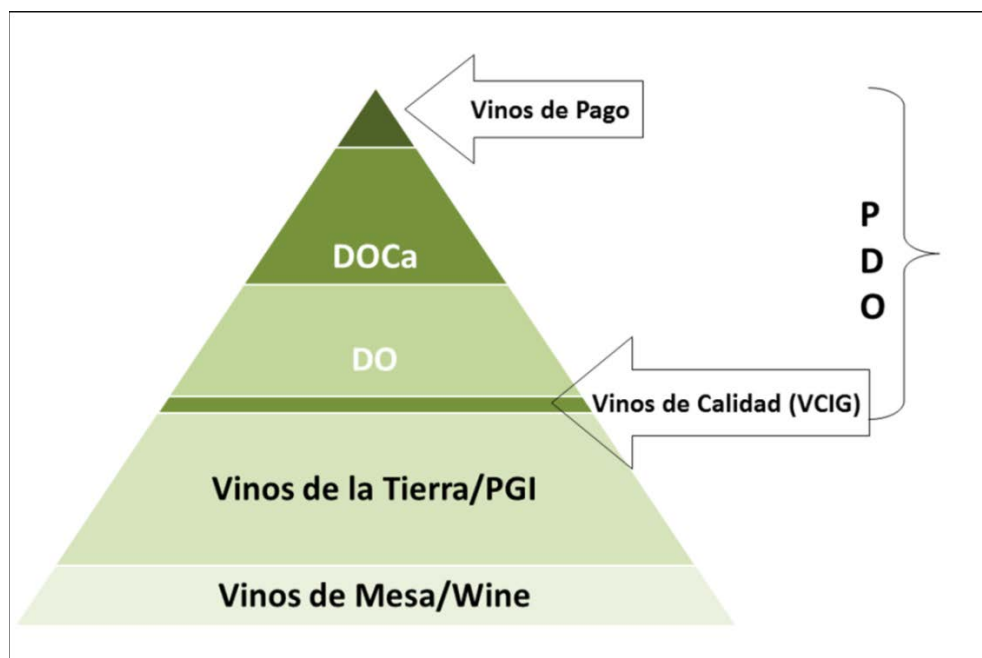 Vinos de Pago
DOCa
DO
Vinos de Calidad (VCIG)
Vinos de la Tierra/PGI
Vinos de Mesa/Wine
P
D
O